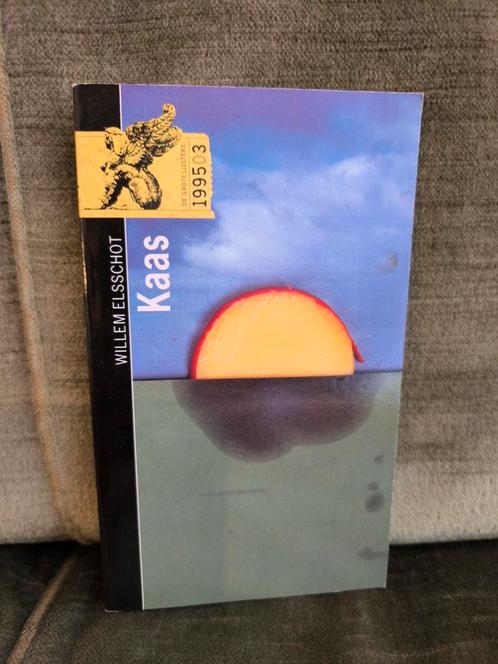 DE GROTE LIJSTERS
199503
WILLEM ELSSCHOT
Kaas